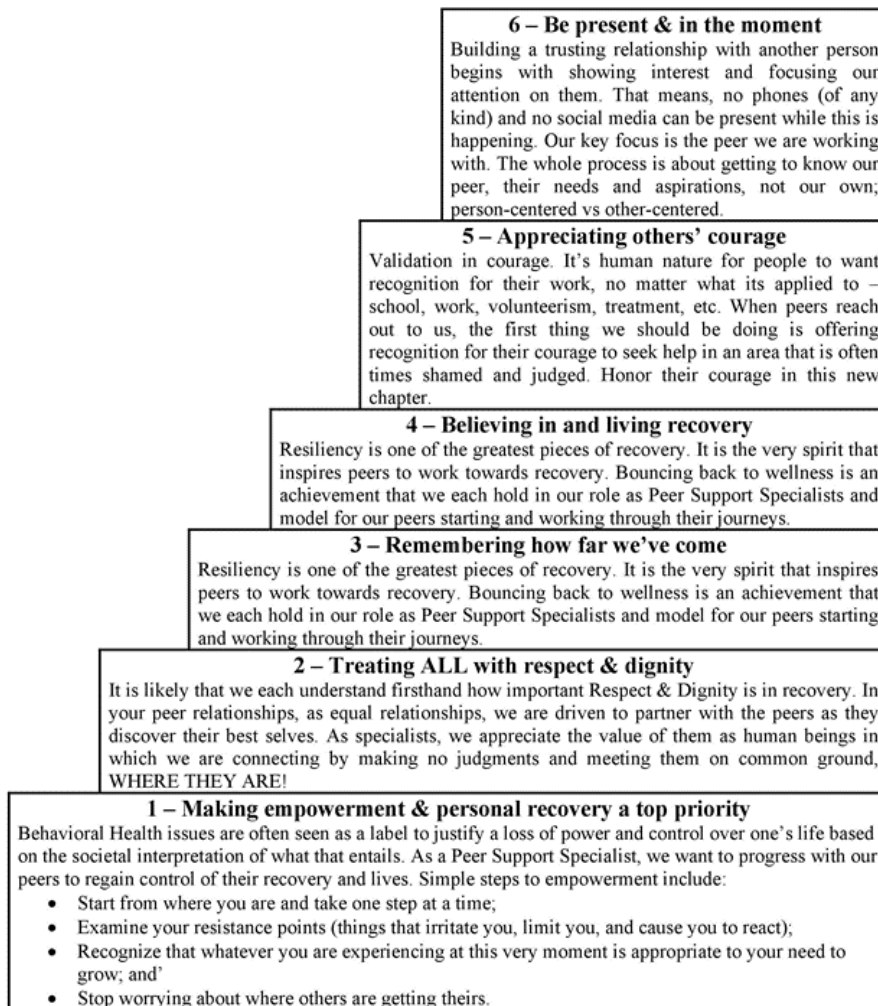 6 – Be present & in the moment
Building a trusting relationship with another person
begins with showing interest and focusing our
attention on them. That means, no phones (of any
kind) and no social media can be present while this is
happening. Our key focus is the peer we are working
with. The whole process is about getting to know our
peer, their needs and aspirations, not our own;
person-centered vs other-centered.
5 – Appreciating others’ courage
Validation in courage. It’s human nature for people to want
recognition for their work, no matter what its applied to –
school, work, volunteerism, treatment, etc. When peers reach
out to us, the first thing we should be doing is offering
recognition for their courage to seek help in an area that is often
times shamed and judged. Honor their courage in this new
chapter.
4 – Believing in and living recovery
Resiliency is one of the greatest pieces of recovery. It is the very spirit that
inspires peers to work towards recovery. Bouncing back to wellness is an
achievement that we each hold in our role as Peer Support Specialists and
model for our peers starting and working through their journeys.
3 – Remembering how far we’ve come
Resiliency is one of the greatest pieces of recovery. It is the very spirit that inspires
peers to work towards recovery. Bouncing back to wellness is an achievement that
we each hold in our role as Peer Support Specialists and model for our peers starting
and working through their journeys.
2 – Treating ALL with respect & dignity
It is likely that we each understand firsthand how important Respect & Dignity is in recovery. In
your peer relationships, as equal relationships, we are driven to partner with the peers as they
discover their best selves. As specialists, we appreciate the value of them as human beings in
which we are connecting by making no judgments and meeting them on common ground,
WHERE THEY ARE!
1 – Making empowerment & personal recovery a top priority
Behavioral Health issues are often seen as a label to justify a loss of power and control over one’s life based
on the societal interpretation of what that entails. As a Peer Support Specialist, we want to progress with our
peers to regain control of their recovery and lives. Simple steps to empowerment include:
• Start from where you are and take one step at a time;
• Examine your resistance points (things that irritate you, limit you, and cause you to react);
• Recognize that whatever you are experiencing at this very moment is appropriate to your need to
grow; and’
• Stop worrying about where others are getting theirs.